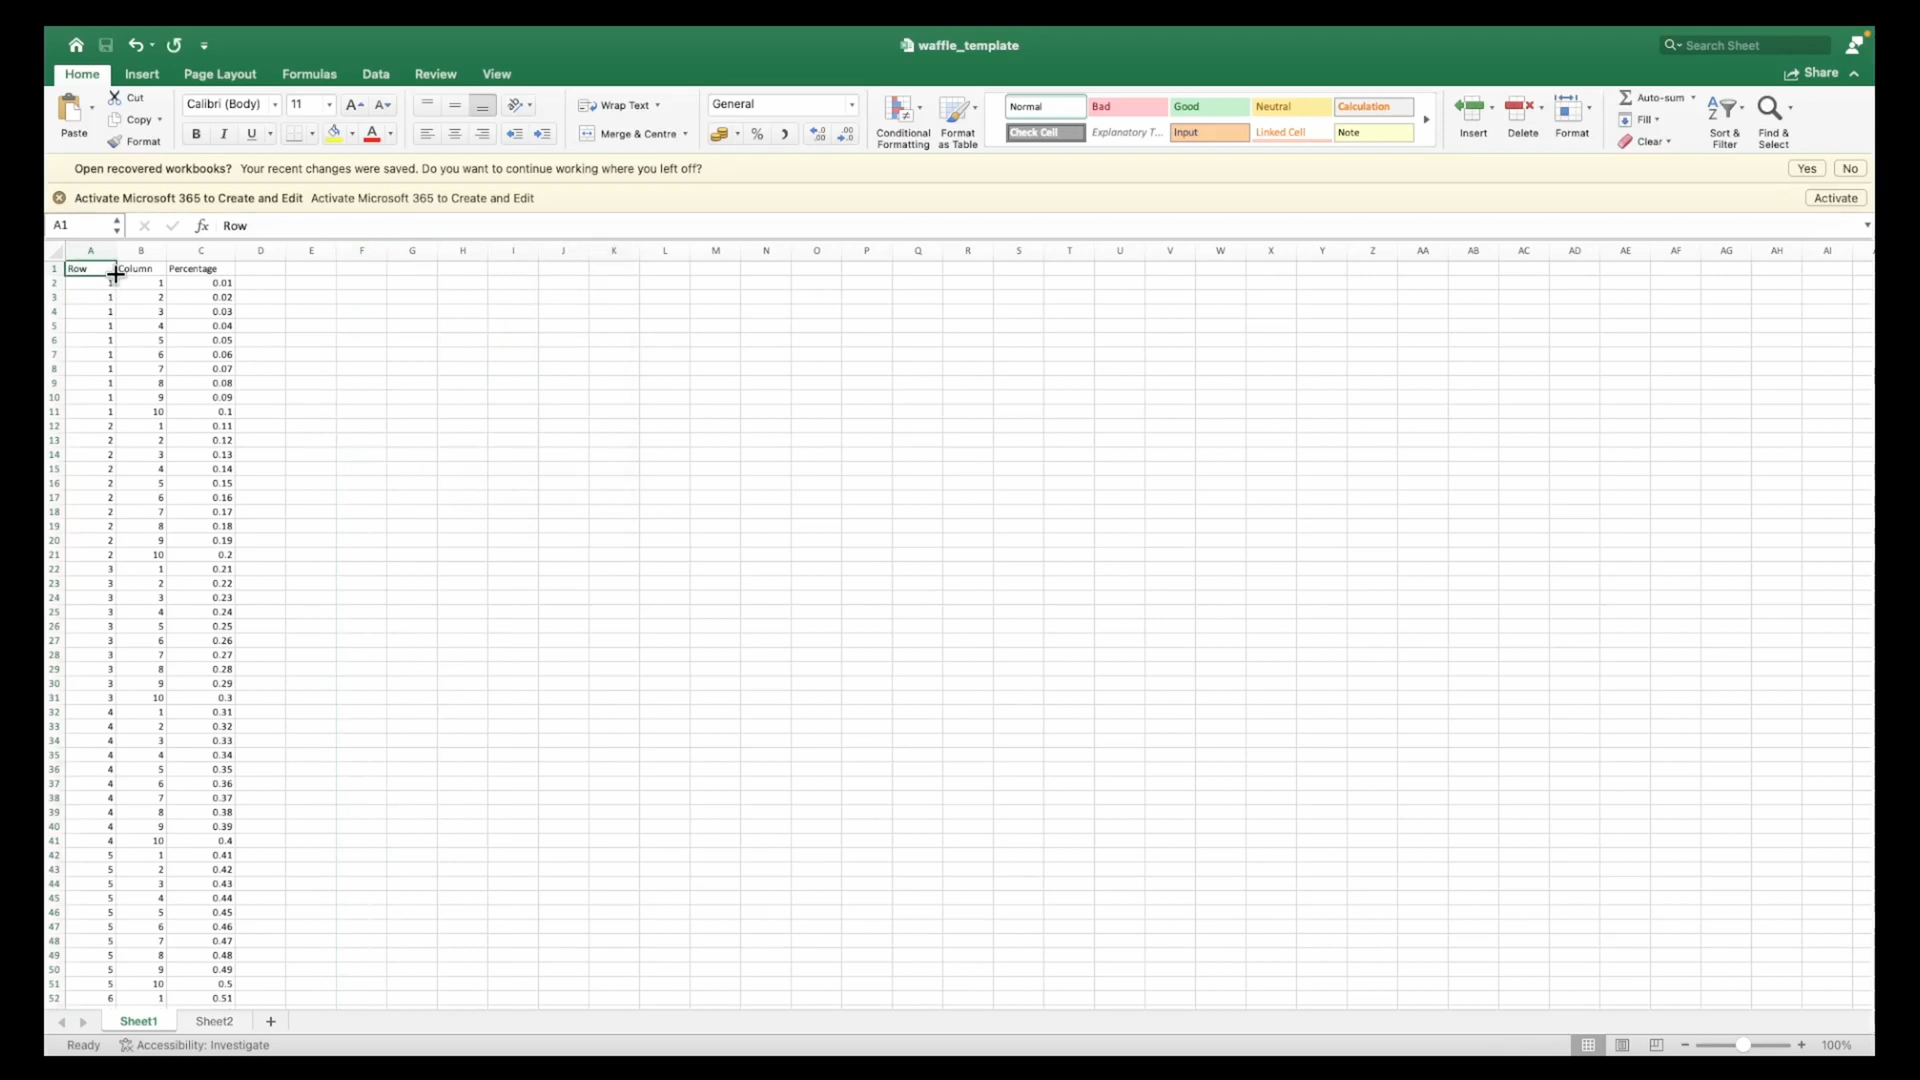 waffle_template
Search Sheet
Home Insert Page Layout Formulas Data Review View
Share
Paste
Cut
Copy
Format
Calibri (Body) 11 A A
B I U A
Wrap Text
Merge & Centre
General
%
Conditional Formatting
Format as Table
Normal Bad Good Neutral Calculation
Check Cell Explanatory T... Input Linked Cell Note
Insert Delete Format
Auto-sum
Fill
Clear
Sort & Filter
Find & Select
Open recovered workbooks? Your recent changes were saved. Do you want to continue working where you left off? Yes No
Activate Microsoft 365 to Create and Edit Activate Microsoft 365 to Create and Edit Activate
A1 fx Row
A B C D E F G H I J K L M N O P Q R S T U V W X Y Z AA AB AC AD AE AF AG AH AI
1 Row Column Percentage
2 1 1 0.01
3 1 2 0.02
4 1 3 0.03
5 1 4 0.04
6 1 5 0.05
7 1 6 0.06
8 1 7 0.07
9 1 8 0.08
10 1 9 0.09
11 1 10 0.1
12 2 1 0.11
13 2 2 0.12
14 2 3 0.13
15 2 4 0.14
16 2 5 0.15
17 2 6 0.16
18 2 7 0.17
19 2 8 0.18
20 2 9 0.19
21 2 10 0.2
22 3 1 0.21
23 3 2 0.22
24 3 3 0.23
25 3 4 0.24
26 3 5 0.25
27 3 6 0.26
28 3 7 0.27
29 3 8 0.28
30 3 9 0.29
31 3 10 0.3
32 4 1 0.31
33 4 2 0.32
34 4 3 0.33
35 4 4 0.34
36 4 5 0.35
37 4 6 0.36
38 4 7 0.37
39 4 8 0.38
40 4 9 0.39
41 4 10 0.4
42 5 1 0.41
43 5 2 0.42
44 5 3 0.43
45 5 4 0.44
46 5 5 0.45
47 5 6 0.46
48 5 7 0.47
49 5 8 0.48
50 5 9 0.49
51 5 10 0.5
52 6 1 0.51
Sheet1 Sheet2 +
Ready Accessibility: Investigate 100%